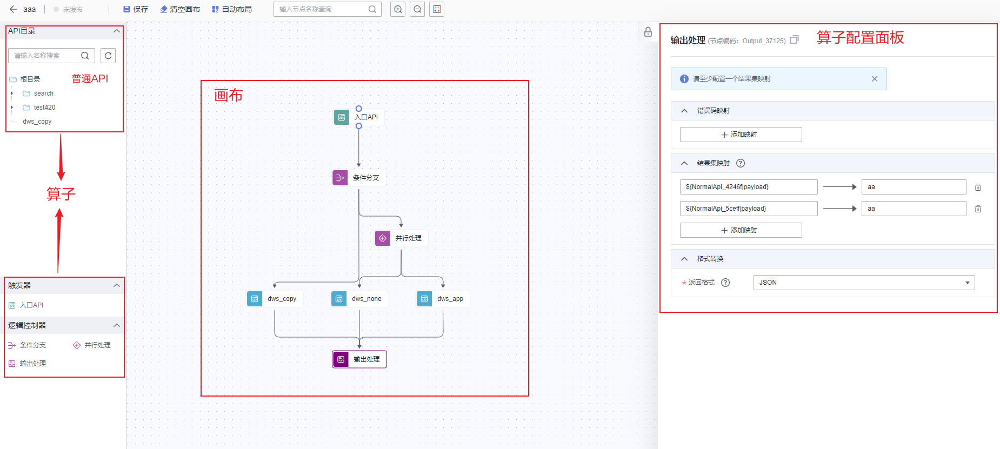 aaa
未发布
保存
清空画布
自动布局
输入节点名称查询
API目录
请输入名称搜索
根目录
普通API
search
test420
dws_copy
算子
触发器
入口API
逻辑控制器
条件分支
并行处理
输出处理
画布
入口API
条件分支
并行处理
dws_copy
dws_none
dws_app
输出处理
输出处理 (节点编码：Output_37125)
算子配置面板
请至少配置一个结果集映射
错误码映射
添加映射
结果集映射
${NormalApi_4246f|payload}
aa
${NormalApi_5ceff|payload}
aa
添加映射
格式转换
* 返回格式
JSON